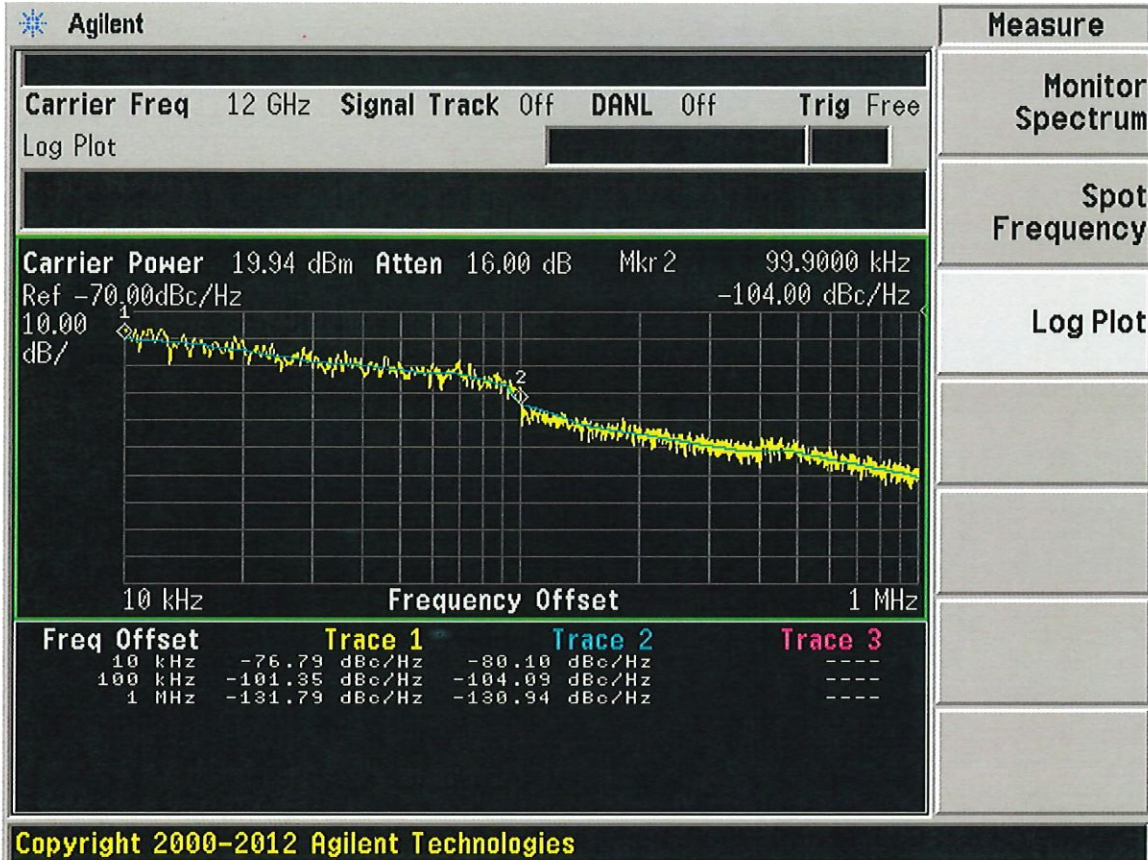 Agilent
Measure
Monitor
Spectrum
Spot
Frequency
Log Plot
Carrier Freq 12 GHz Signal Track Off DANL Off Trig Free
Log Plot
Carrier Power 19.94 dBm Atten 16.00 dB Mkr 2 99.9000 kHz
Ref -70.00dBc/Hz -104.00 dBc/Hz
10.00
dB/
1
2
10 kHz Frequency Offset 1 MHz
Freq Offset Trace 1 Trace 2 Trace 3
10 kHz -76.79 dBc/Hz -80.10 dBc/Hz ----
100 kHz -101.35 dBc/Hz -104.09 dBc/Hz ----
1 MHz -131.79 dBc/Hz -130.94 dBc/Hz ----
Copyright 2000-2012 Agilent Technologies